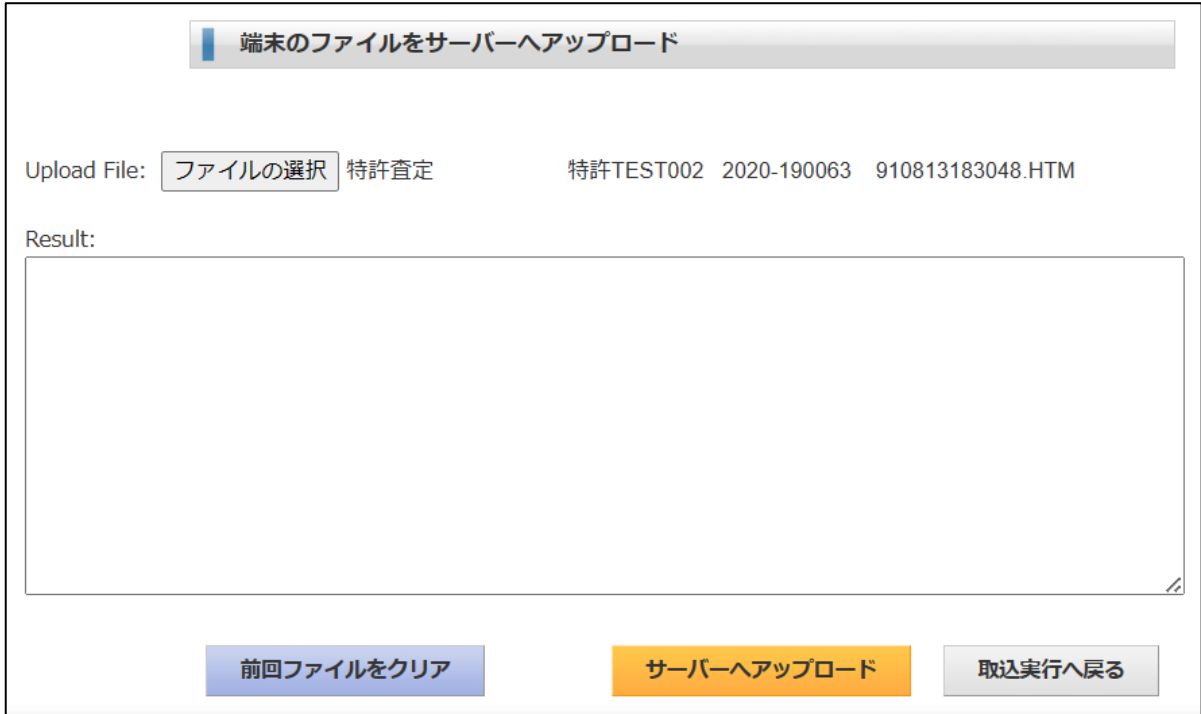 端末のファイルをサーバーへアップロード
Upload File: ファイルの選択 特許査定 特許TEST002 2020-190063 910813183048.HTM
Result:
前回ファイルをクリア サーバーへアップロード 取込実行へ戻る